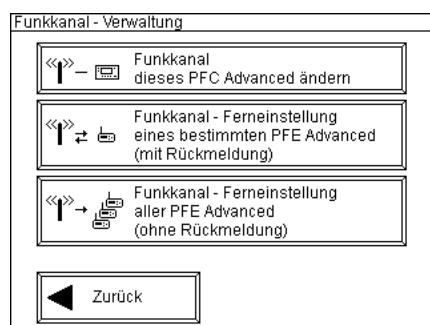 Funkkanal - Verwaltung
Funkkanal
dieses PFC Advanced ändern
Funkkanal - Ferneinstellung
eines bestimmten PFE Advanced
(mit Rückmeldung)
Funkkanal - Ferneinstellung
aller PFE Advanced
(ohne Rückmeldung)
Zurück